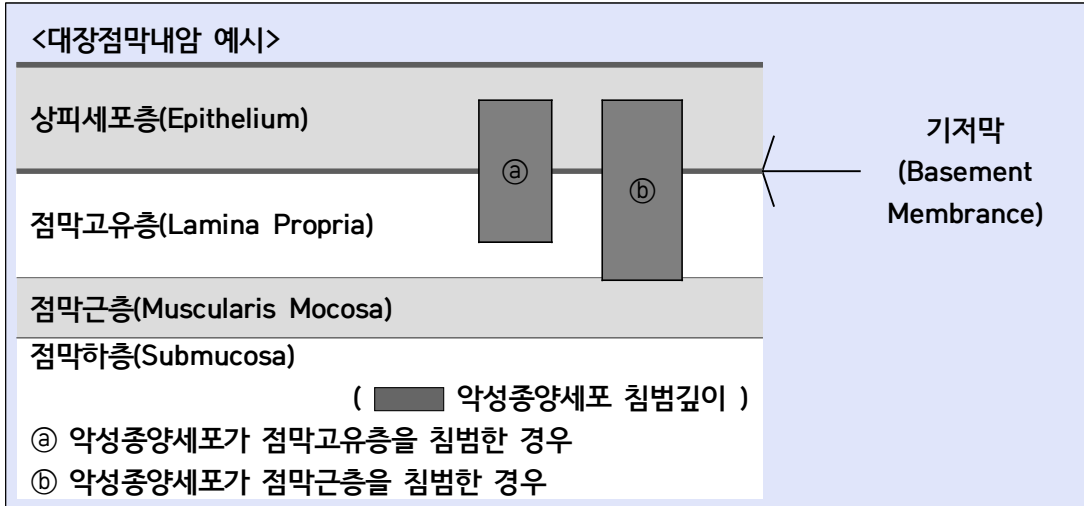 <대장점막내암 예시>
상피세포층(Epithelium)
ⓐ
ⓑ
기저막
(Basement
Membrance)
점막고유층(Lamina Propria)
점막근층(Muscularis Mocosa)
점막하층(Submucosa)
( 악성종양세포 침범깊이 )
ⓐ 악성종양세포가 점막고유층을 침범한 경우
ⓑ 악성종양세포가 점막근층을 침범한 경우